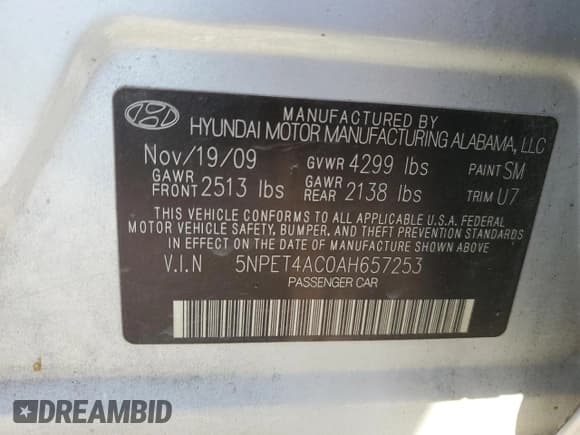 MANUFACTURED BY
HYUNDAI MOTOR MANUFACTURING ALABAMA, LLC
Nov/19/09 GVWR 4299 lbs PAINT SM
GAWR FRONT 2513 lbs GAWR REAR 2138 lbs TRIM U7
THIS VEHICLE CONFORMS TO ALL APPLICABLE U.S.A. FEDERAL
MOTOR VEHICLE SAFETY, BUMPER, AND THEFT PREVENTION STANDARDS
IN EFFECT ON THE DATE OF MANUFACTURE SHOWN ABOVE
V.I.N 5NPET4AC0AH657253
PASSENGER CAR
DREAMBID